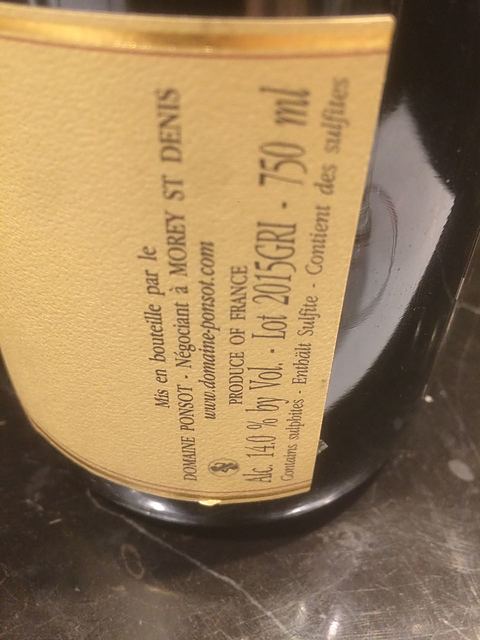 Mis en bouteille par le
DOMAINE PONSOT - Négociant à MOREY ST DENIS
www.domaine-ponsot.com
PRODUCE OF FRANCE
Alc. 14.0 % by Vol. - Lot 2015GRI - 750 ml
Contains sulphites - Enthält Sulfite - Contient des sulfites